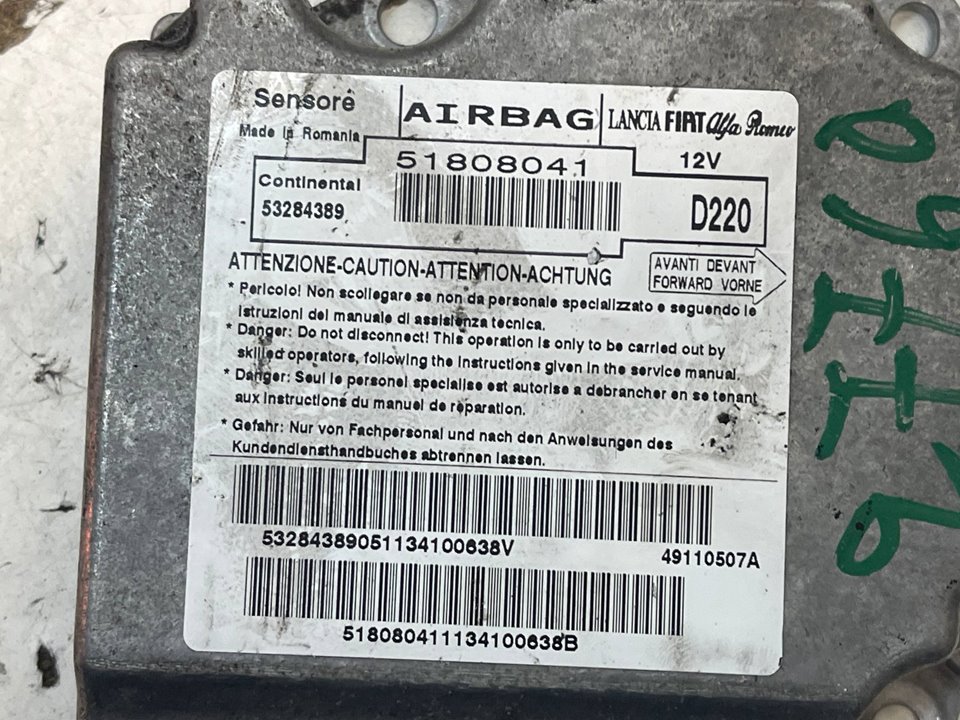 Sensore
AIRBAG
LANCIA FIAT Alfa Romeo
Made in Romania
51808041
12V
Continental
53284389
D220
ATTENZIONE-CAUTION-ATTENTION-ACHTUNG
AVANTI DEVANT
FORWARD VORNE
* Pericolo! Non scollegare se non da personale specializzato e seguendo le
istruzioni del manuale di assistenza tecnica.
* Danger: Do not disconnect! This operation is only to be carried out by
skilled operators, following the instructions given in the service manual.
* Danger: Seul le personel specialise est autorise a debrancher en se tenant
aux instructions du manuel de reparation.
* Gefahr: Nur von Fachpersonal und nach den Anweisungen des
Kundendiensthandbuches abtrennen lassen.
53284389051134100638V
49110507A
518080411134100638B